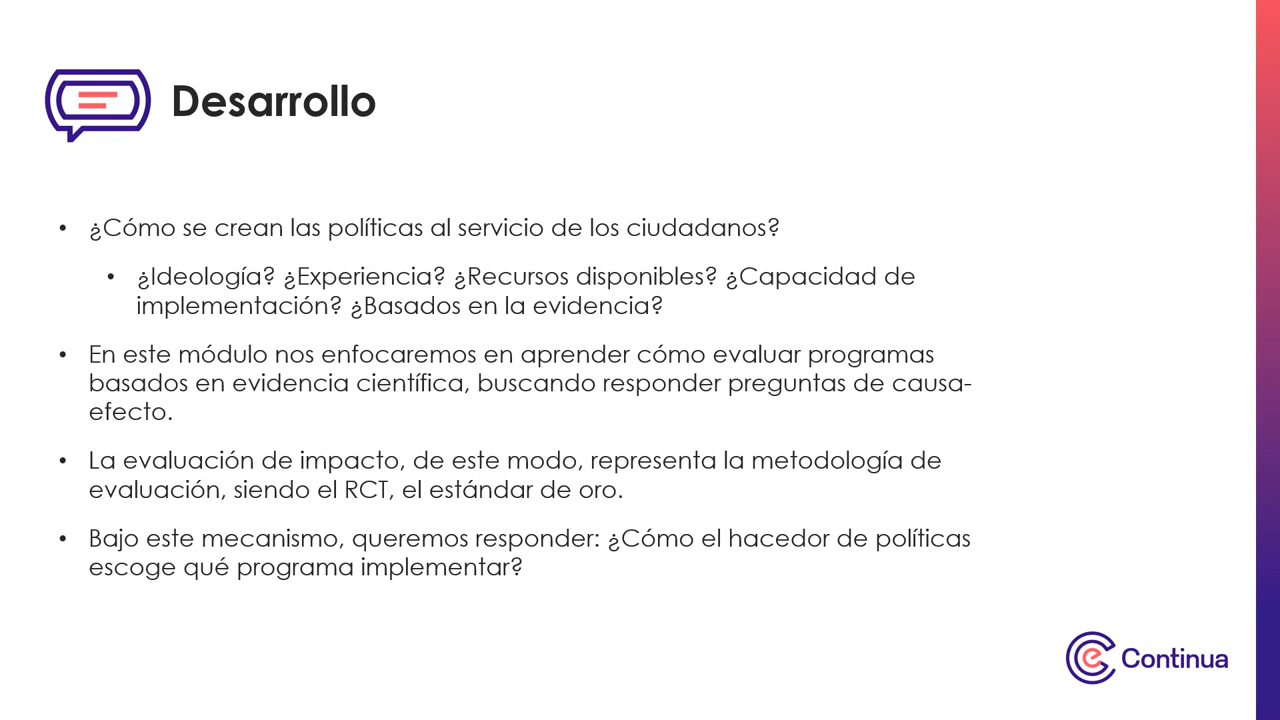 Desarrollo
• ¿Cómo se crean las políticas al servicio de los ciudadanos?
• ¿Ideología? ¿Experiencia? ¿Recursos disponibles? ¿Capacidad de
implementación? ¿Basados en la evidencia?
• En este módulo nos enfocaremos en aprender cómo evaluar programas
basados en evidencia científica, buscando responder preguntas de causa-
efecto.
• La evaluación de impacto, de este modo, representa la metodología de
evaluación, siendo el RCT, el estándar de oro.
• Bajo este mecanismo, queremos responder: ¿Cómo el hacedor de políticas
escoge qué programa implementar?
e Continua